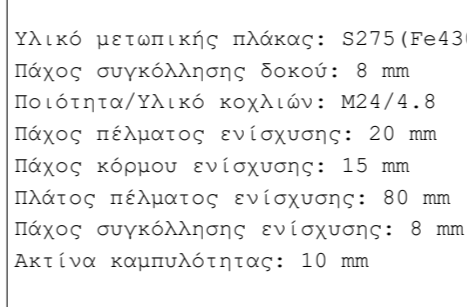 Υλικό μετωπικής πλάκας: S275(Fe430
Πάχος συγκόλλησης δοκού: 8 mm
Ποιότητα/Υλικό κοχλιών: M24/4.8
Πάχος πέλματος ενίσχυσης: 20 mm
Πάχος κόρμου ενίσχυσης: 15 mm
Πλάτος πέλματος ενίσχυσης: 80 mm
Πάχος συγκόλλησης ενίσχυσης: 8 mm
Ακτίνα καμπυλότητας: 10 mm